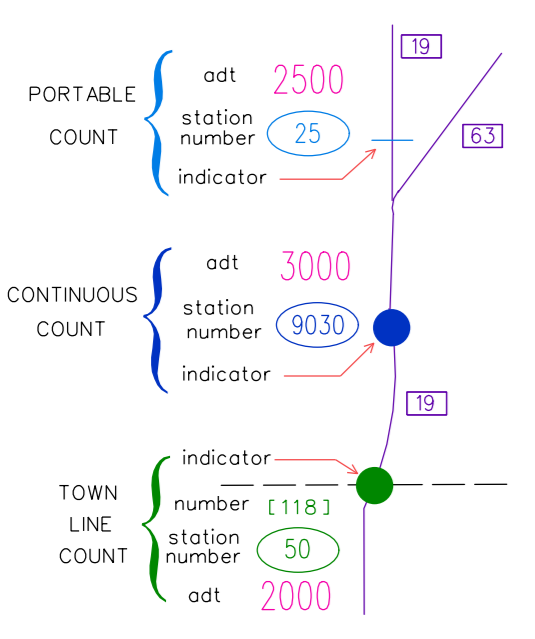 19
adt 2500
PORTABLE
COUNT
station
number 25
63
indicator
adt 3000
CONTINUOUS
COUNT
station
number 9030
indicator
19
indicator
TOWN
LINE
COUNT
number [118]
station
number 50
adt 2000